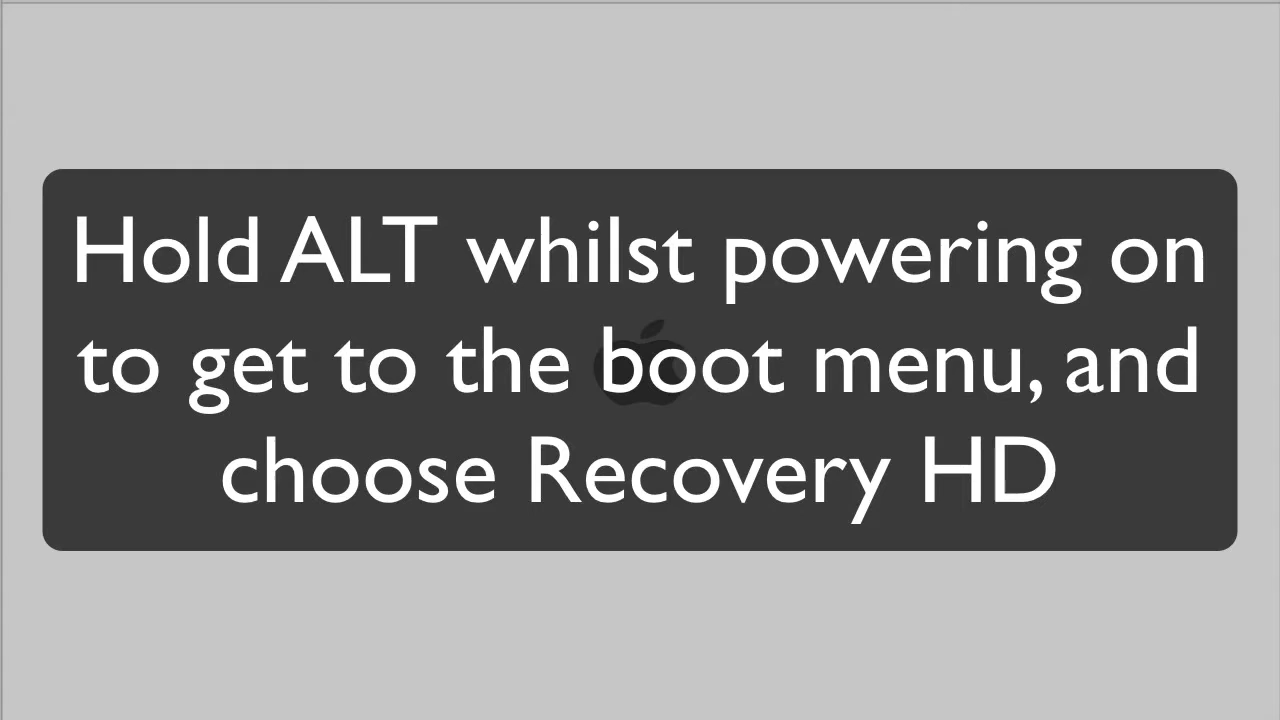 Hold ALT whilst powering on
to get to the boot menu, and
choose Recovery HD